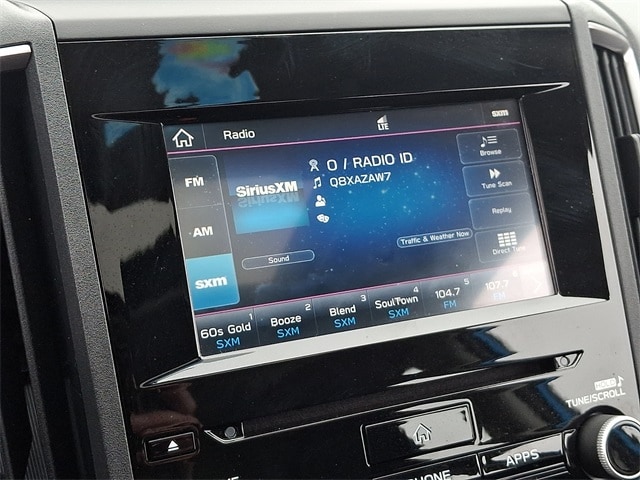 Radio
LTE
sxm
FM
AM
sxm
SiriusXM
0 / RADIO ID
Q8XAZAW7
Sound
Traffic & Weather Now
Browse
Tune Scan
Replay
Direct Tune
60s Gold 1
SXM
Booze 2
SXM
Blend 3
SXM
SoulTown 4
SXM
104.7 5
FM
107.7
FM
HOLD
TUNE/SCROLL
APPS